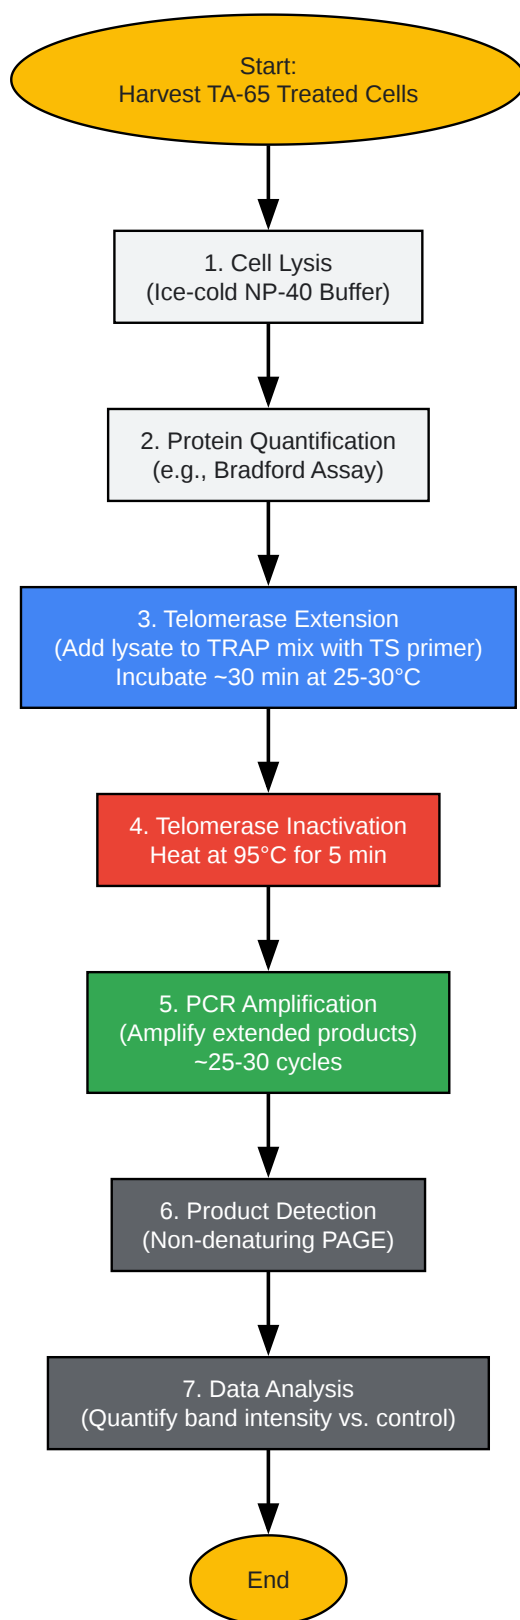 Start:
Harvest TA-65 Treated Cells
1. Cell Lysis
(Ice-cold NP-40 Buffer)
2. Protein Quantification
(e.g., Bradford Assay)
3. Telomerase Extension
(Add lysate to TRAP mix with TS primer)
Incubate ~30 min at 25-30°C
4. Telomerase Inactivation
Heat at 95°C for 5 min
5. PCR Amplification
(Amplify extended products)
~25-30 cycles
6. Product Detection
(Non-denaturing PAGE)
7. Data Analysis
(Quantify band intensity vs. control)
End